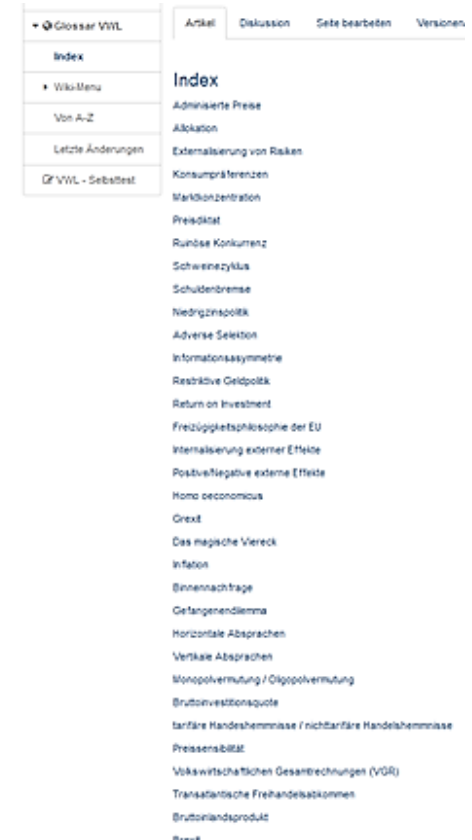 Glossar VWL
Index
Wiki-Menu
Von A-Z
Letzte Änderungen
VWL - Selbsttest
Artikel Diskussion Seite bearbeiten Versionen
Index
Administrierte Preise
Allokation
Externalisierung von Risiken
Konsumpräferenzen
Marktkonzentration
Preisdiktat
Ruinöse Konkurrenz
Schweinezyklus
Schuldenbremse
Niedrigzinspolitik
Adverse Selektion
Informationsasymmetrie
Restriktive Geldpolitik
Return on Investment
Freizügigkeitsphilosophie der EU
Internalisierung externer Effekte
Positive/Negative externe Effekte
Homo oeconomicus
Grexit
Das magische Viereck
Inflation
Binnennachfrage
Gefangenendilemma
Horizontale Absprachen
Vertikale Absprachen
Monopolvermutung / Oligopolvermutung
Bruttoinvestitionsquote
tarifäre Handeshemmnisse / nichttarifäre Handelshemmnisse
Preissensibilität
Volkswirtschaftlichen Gesamtrechnungen (VGR)
Transatlantische Freihandelsabkommen
Bruttoinlandsprodukt